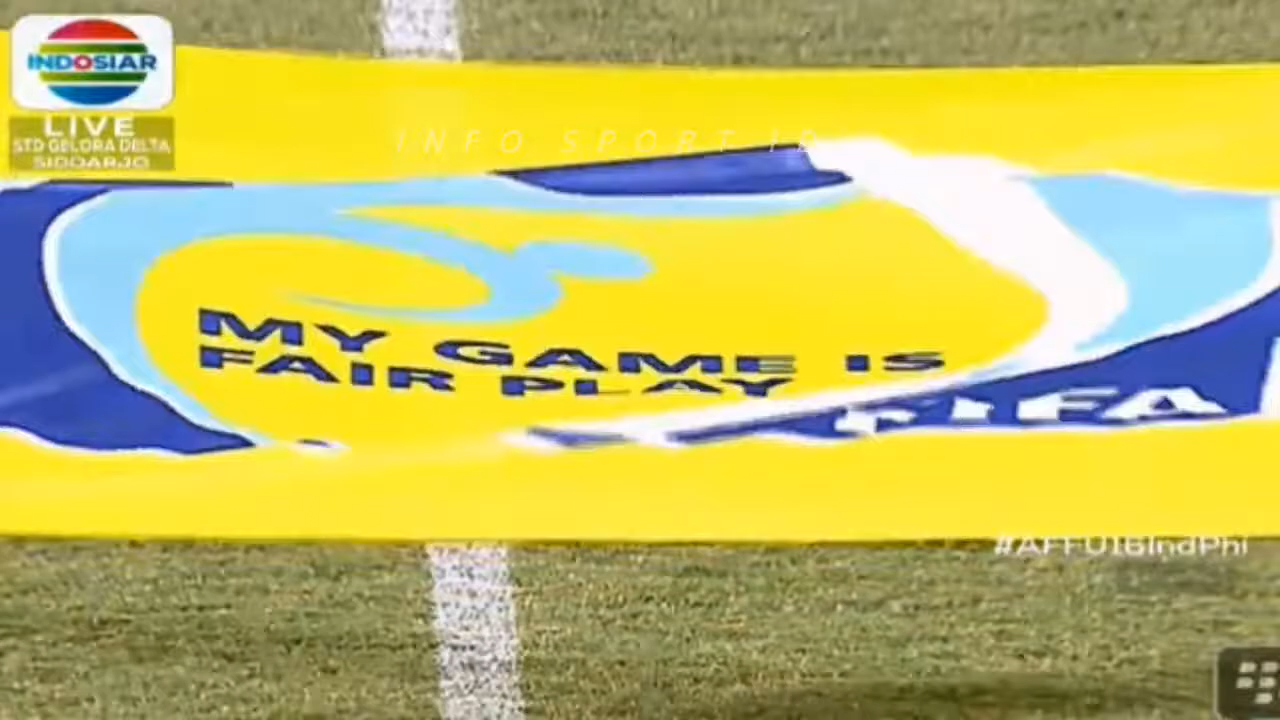 INDOSIAR
LIVE
STD GELORA DELTA
SIDOARJO
INFO SPORT ID
MY GAME IS
FAIR PLAY
FIFA
#AFFU16IndPhi